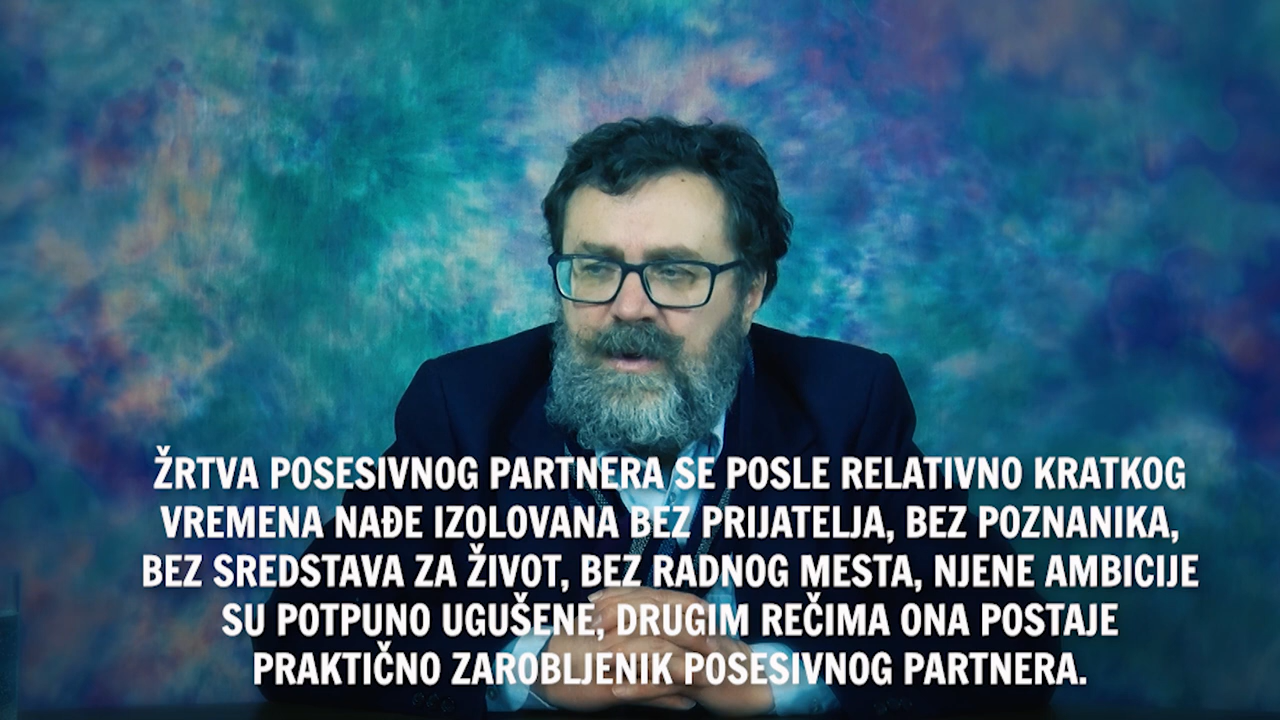 ŽRTVA POSESIVNOG PARTNERA SE POSLE RELATIVNO KRATKOG
VREMENA NAĐE IZOLOVANA BEZ PRIJATELJA, BEZ POZNANIKA,
BEZ SREDSTAVA ZA ŽIVOT, BEZ RADNOG MESTA, NJENE AMBICIJE
SU POTPUNO UGUŠENE, DRUGIM REČIMA ONA POSTAJE
PRAKTIČNO ZAROBLJENIK POSESIVNOG PARTNERA.